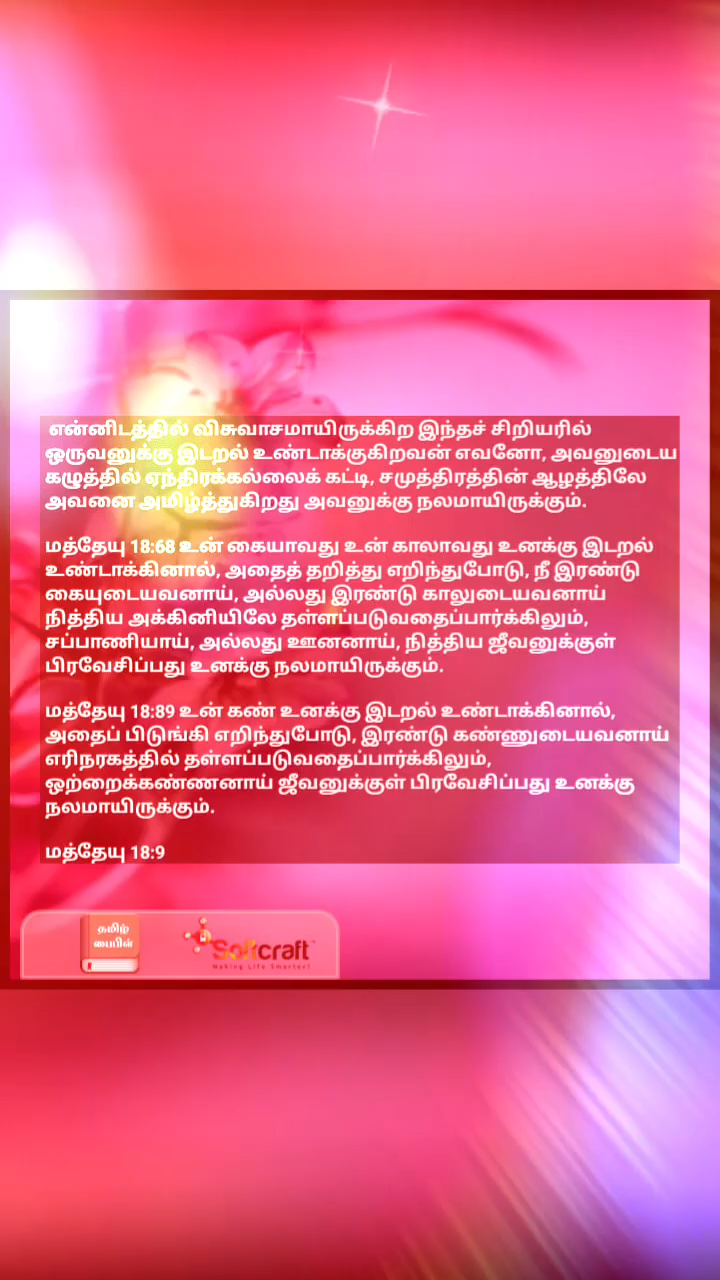 என்னிடத்தில் விசுவாசமாயிருக்கிற இந்தச் சிறியரில்
ஒருவனுக்கு இடறல் உண்டாக்குகிறவன் எவனோ, அவனுடைய
கழுத்தில் ஏந்திரக்கல்லைக் கட்டி, சமுத்திரத்தின் ஆழத்திலே
அவனை அமிழ்த்துகிறது அவனுக்கு நலமாயிருக்கும்.
மத்தேயு 18:68 உன் கையாவது உன் காலாவது உனக்கு இடறல்
உண்டாக்கினால், அதைத் தறித்து எறிந்துபோடு, நீ இரண்டு
கையுடையவனாய், அல்லது இரண்டு காலுடையவனாய்
நித்திய அக்கினியிலே தள்ளப்படுவதைப்பார்க்கிலும்,
சப்பாணியாய், அல்லது ஊனனாய், நித்திய ஜீவனுக்குள்
பிரவேசிப்பது உனக்கு நலமாயிருக்கும்.
மத்தேயு 18:89 உன் கண் உனக்கு இடறல் உண்டாக்கினால்,
அதைப் பிடுங்கி எறிந்துபோடு, இரண்டு கண்ணுடையவனாய்
எரிநரகத்தில் தள்ளப்படுவதைப்பார்க்கிலும்,
ஒற்றைக்கண்ணனாய் ஜீவனுக்குள் பிரவேசிப்பது உனக்கு
நலமாயிருக்கும்.
மத்தேயு 18:9
தமிழ்
பைபிள்
Softcraft
Making Life Smarter!